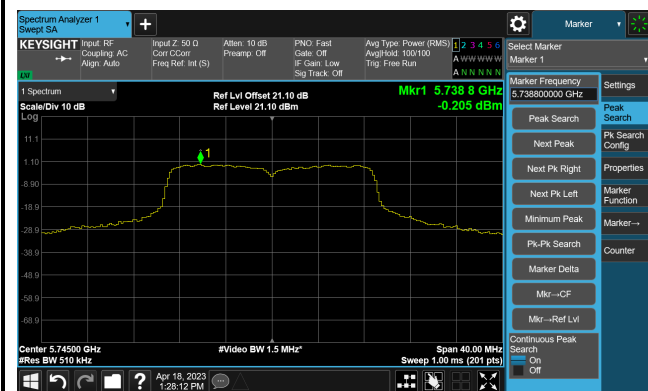 Spectrum Analyzer 1
Swept SA
Marker
KEYSIGHT
Input: RF
Coupling: AC
Align: Auto
Input Z: 50 Ω
Corr CCorr
Freq Ref: Int (S)
Atten: 10 dB
Preamp: Off
PNO: Fast
Gate: Off
IF Gain: Low
Sig Track: Off
Avg Type: Power (RMS)
Avg|Hold: 100/100
Trig: Free Run
1 2 3 4 5 6
A W W W W W
A N N N N N
LXI
Select Marker
Marker 1
1 Spectrum
Scale/Div 10 dB
Log
Ref Lvl Offset 21.10 dB
Ref Level 21.10 dBm
Mkr1 5.738 8 GHz
-0.205 dBm
11.1
1.10
-8.90
-18.9
-28.9
-38.9
-48.9
-58.9
-68.9
1
Center 5.74500 GHz
#Res BW 510 kHz
#Video BW 1.5 MHz*
Span 40.00 MHz
Sweep 1.00 ms (201 pts)
Marker Frequency
5.738800000 GHz
Peak Search
Next Peak
Next Pk Right
Next Pk Left
Minimum Peak
Pk-Pk Search
Marker Delta
Mkr→CF
Mkr→Ref Lvl
Continuous Peak
Search
On
Off
Settings
Peak
Search
Pk Search
Config
Properties
Marker
Function
Marker→
Counter
Apr 18, 2023
1:28:12 PM